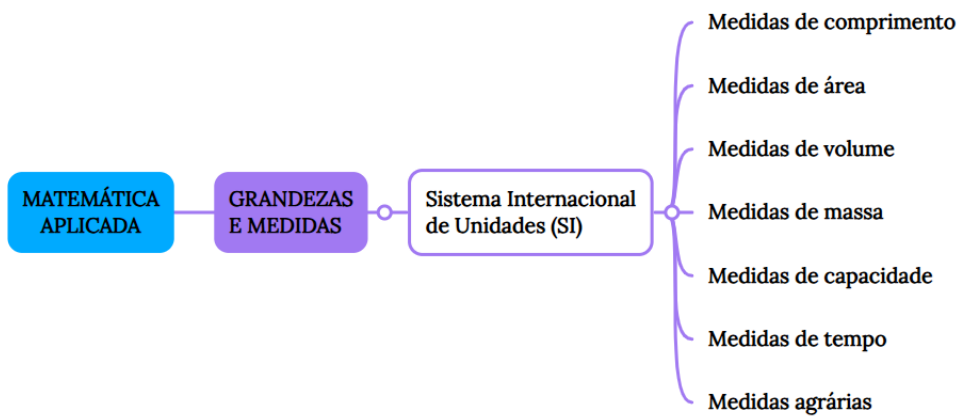 MATEMÁTICA
APLICADA
GRANDEZAS
E MEDIDAS
Sistema Internacional
de Unidades (SI)
Medidas de comprimento
Medidas de área
Medidas de volume
Medidas de massa
Medidas de capacidade
Medidas de tempo
Medidas agrárias